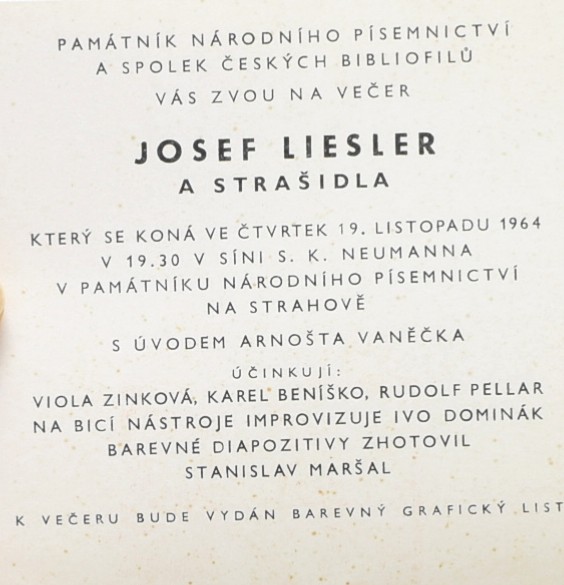 PAMÁTNÍK NÁRODNÍHO PÍSEMNICTVÍ
A SPOLEK ČESKÝCH BIBLIOFILŮ
VÁS ZVOU NA VEČER
JOSEF LIESLER
A STRAŠIDLA
KTERÝ SE KONÁ VE ČTVRTEK 19. LISTOPADU 1964
V 19.30 V SÍNI S. K. NEUMANNA
V PAMÁTNÍKU NÁRODNÍHO PÍSEMNICTVÍ
NA STRAHOVĚ
S ÚVODEM ARNOŠTA VANĚČKA
ÚČINKUJÍ:
VIOLA ZINKOVÁ, KAREL BENÍŠKO, RUDOLF PELLAR
NA BICÍ NÁSTROJE IMPROVIZUJE IVO DOMINÁK
BAREVNÉ DIAPOZITIVY ZHOTOVIL
STANISLAV MARŠAL
K VEČERU BUDE VYDÁN BAREVNÝ GRAFICKÝ LIST